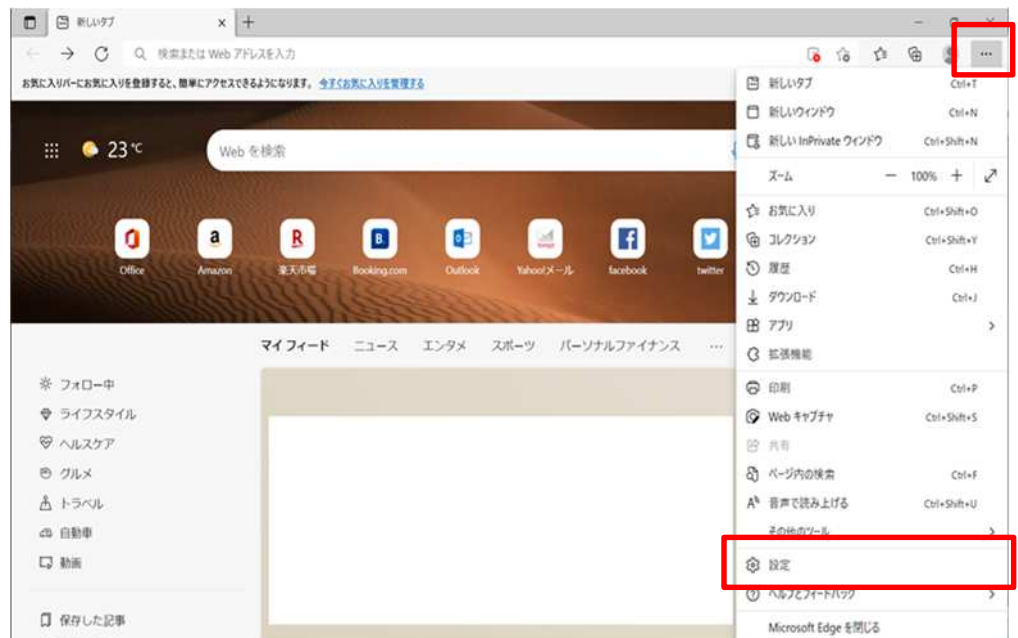 新しいタブ
検索または Web アドレスを入力
お気に入りバーにお気に入りを登録すると、簡単にアクセスできるようになります。 今すぐお気に入りを管理する
23 ℃
Web を検索
Office
Amazon
楽天市場
Booking.com
Outlook
Yahoo!メール
facebook
twitter
マイフィード ニュース エンタメ スポーツ パーソナルファイナンス ...
フォロー中
ライフスタイル
ヘルスケア
グルメ
トラベル
自動車
動画
保存した記事
新しいタブ Ctrl+T
新しいウィンドウ Ctrl+N
新しい InPrivate ウィンドウ Ctrl+Shift+N
ズーム − 100% +
お気に入り Ctrl+Shift+O
コレクション Ctrl+Shift+Y
履歴 Ctrl+H
ダウンロード Ctrl+J
アプリ
拡張機能
印刷 Ctrl+P
Web キャプチャ Ctrl+Shift+S
共有
ページ内の検索 Ctrl+F
音声で読み上げる Ctrl+Shift+U
その他のツール
設定
ヘルプとフィードバック
Microsoft Edge を閉じる